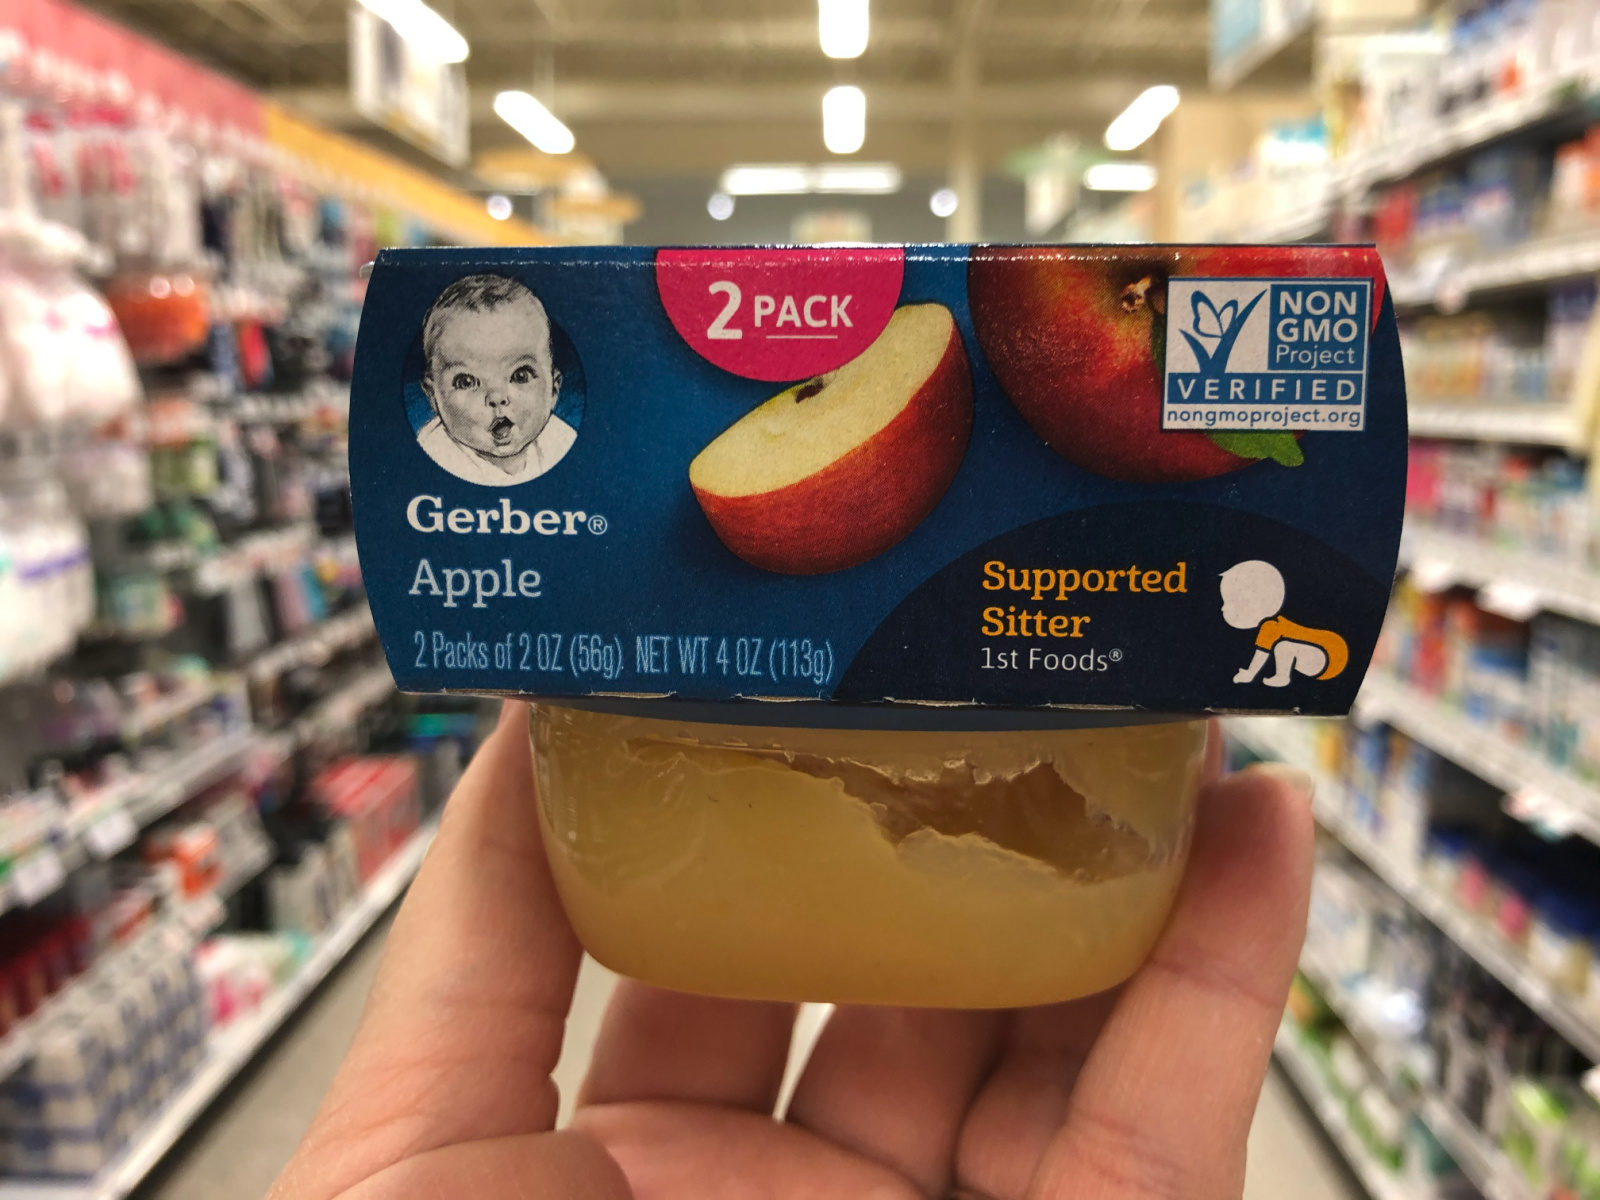 2 PACK
NON
GMO
Project
VERIFIED
nongmoproject.org
Gerber®
Apple
2 Packs of 2 OZ (56g) NET WT 4 OZ (113g)
Supported
Sitter
1st Foods®